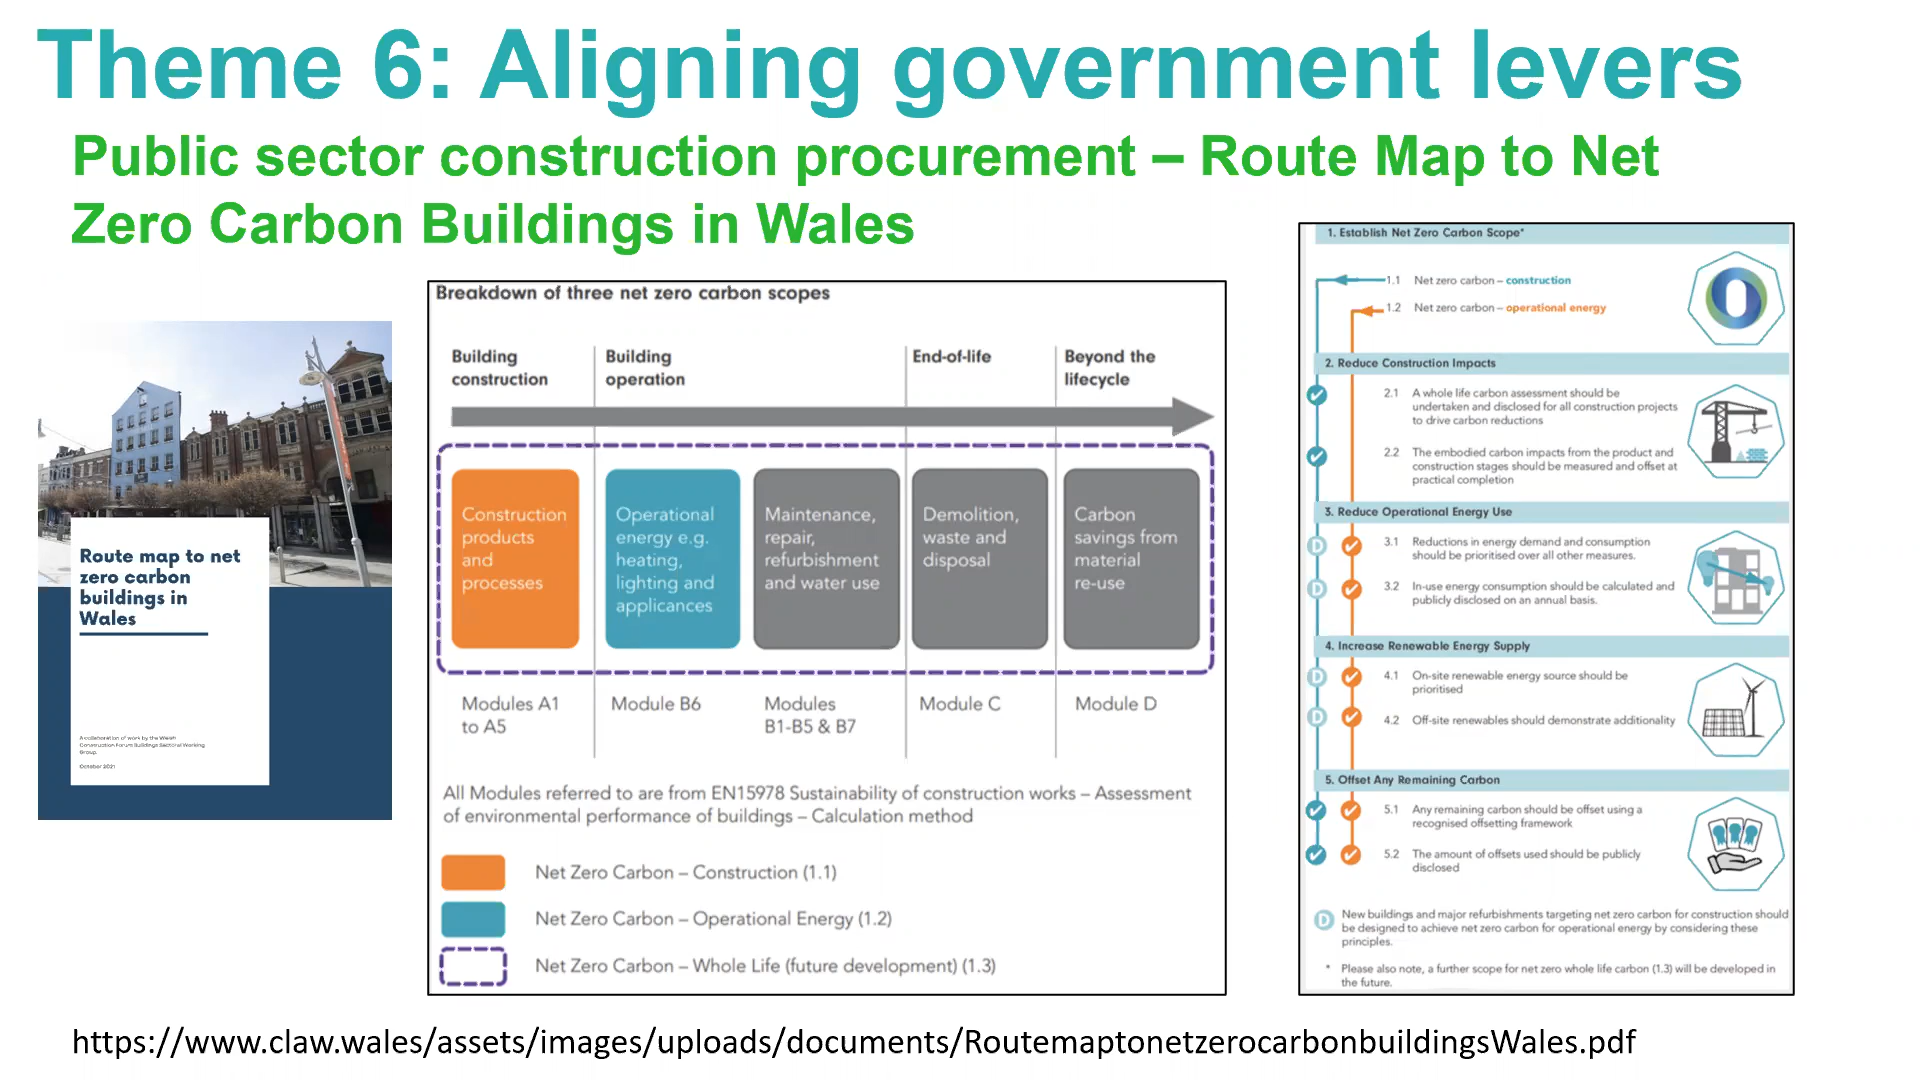 Theme 6: Aligning government levers
Public sector construction procurement – Route Map to Net
Zero Carbon Buildings in Wales
Route map to net
zero carbon
buildings in
Wales
A collaboration of work by the Welsh
Construction Forum Buildings Sectoral Working
Group.
October 2021
Breakdown of three net zero carbon scopes
Building
construction
Building
operation
End-of-life
Beyond the
lifecycle
Construction
products
and
processes
Operational
energy e.g.
heating,
lighting and
applicances
Maintenance,
repair,
refurbishment
and water use
Demolition,
waste and
disposal
Carbon
savings from
material
re-use
Modules A1
to A5
Module B6
Modules
B1-B5 & B7
Module C
Module D
All Modules referred to are from EN15978 Sustainability of construction works – Assessment
of environmental performance of buildings – Calculation method
Net Zero Carbon – Construction (1.1)
Net Zero Carbon – Operational Energy (1.2)
Net Zero Carbon – Whole Life (future development) (1.3)
1. Establish Net Zero Carbon Scope*
1.1 Net zero carbon – construction
1.2 Net zero carbon – operational energy
2. Reduce Construction Impacts
2.1 A whole life carbon assessment should be
undertaken and disclosed for all construction projects
to drive carbon reductions
2.2 The embodied carbon impacts from the product and
construction stages should be measured and offset at
practical completion
3. Reduce Operational Energy Use
D 3.1 Reductions in energy demand and consumption
should be prioritised over all other measures.
D 3.2 In-use energy consumption should be calculated and
publicly disclosed on an annual basis.
4. Increase Renewable Energy Supply
D 4.1 On-site renewable energy source should be
prioritised
D 4.2 Off-site renewables should demonstrate additionality
5. Offset Any Remaining Carbon
5.1 Any remaining carbon should be offset using a
recognised offsetting framework
5.2 The amount of offsets used should be publicly
disclosed
D New buildings and major refurbishments targeting net zero carbon for construction should
be designed to achieve net zero carbon for operational energy by considering these
principles.
* Please also note, a further scope for net zero whole life carbon (1.3) will be developed in
the future.
https://www.claw.wales/assets/images/uploads/documents/RoutemaptonetzerocarbonbuildingsWales.pdf